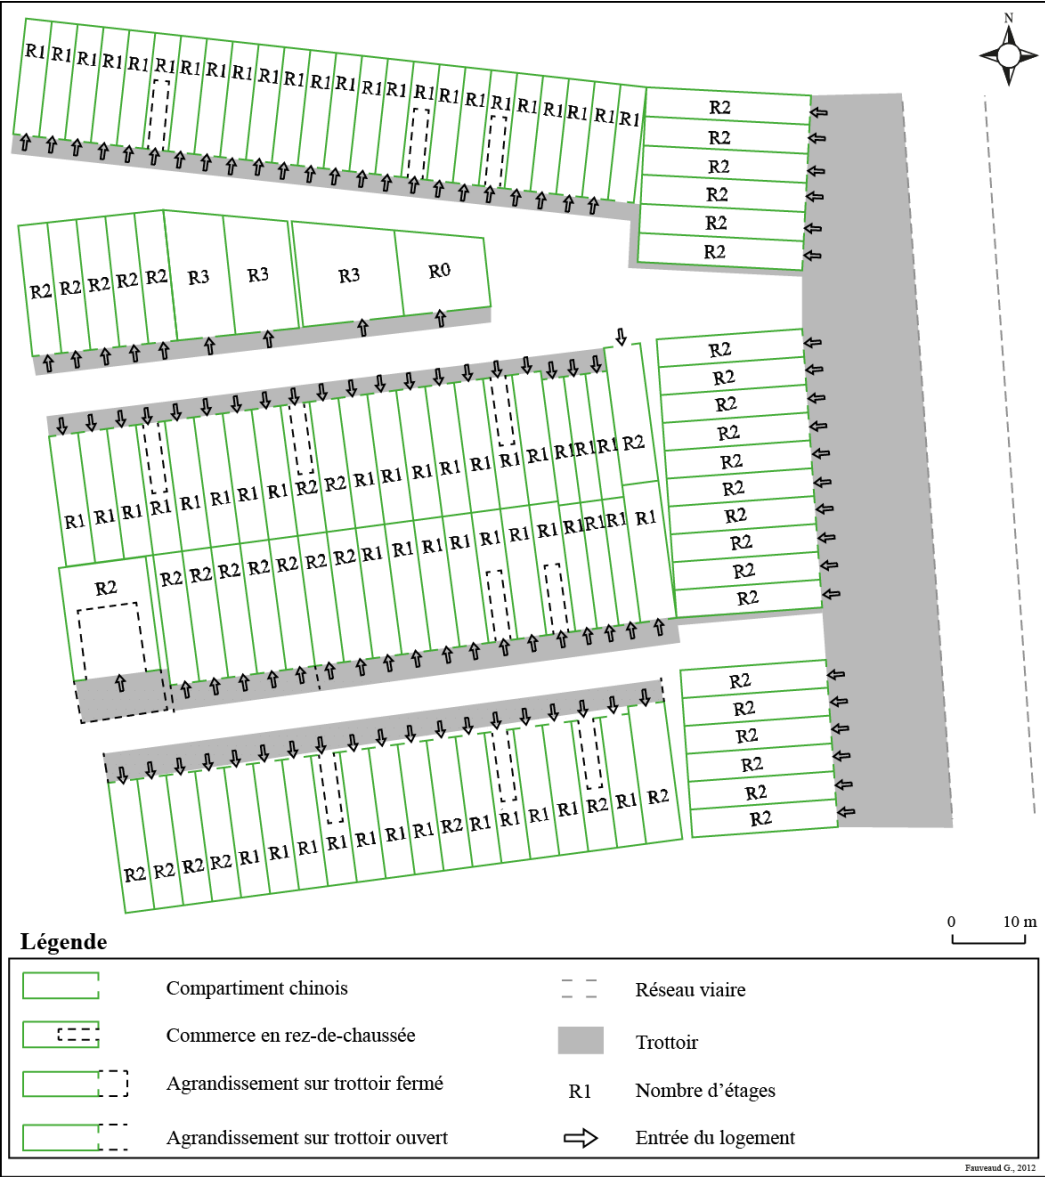 N
R1 R1 R1 R1 R1 R1 R1 R1 R1 R1 R1 R1 R1 R1 R1 R1 R1 R1 R1 R1 R1 R1 R1 R1
R2
R2
R2
R2
R2
R2
R2 R2 R2 R2 R2 R3 R3 R3 R0
R2
R2
R2
R2
R2
R2
R2
R2
R2
R2
R1 R1 R1 R1 R1 R1 R1 R1 R2 R2 R1 R1 R1 R1 R1 R1 R1 R1 R1 R1 R2
R2 R2 R2 R2 R2 R2 R2 R2 R1 R1 R1 R1 R1 R1 R1 R1 R1 R1 R1
R2
R2
R2
R2
R2
R2
R2 R2 R2 R2 R1 R1 R1 R1 R1 R1 R1 R2 R1 R1 R1 R1 R2 R1 R2
0 10 m
Légende
Compartiment chinois
Commerce en rez-de-chaussée
Agrandissement sur trottoir fermé
Agrandissement sur trottoir ouvert
Réseau viaire
Trottoir
R1 Nombre d'étages
Entrée du logement
Fauveaud G., 2012